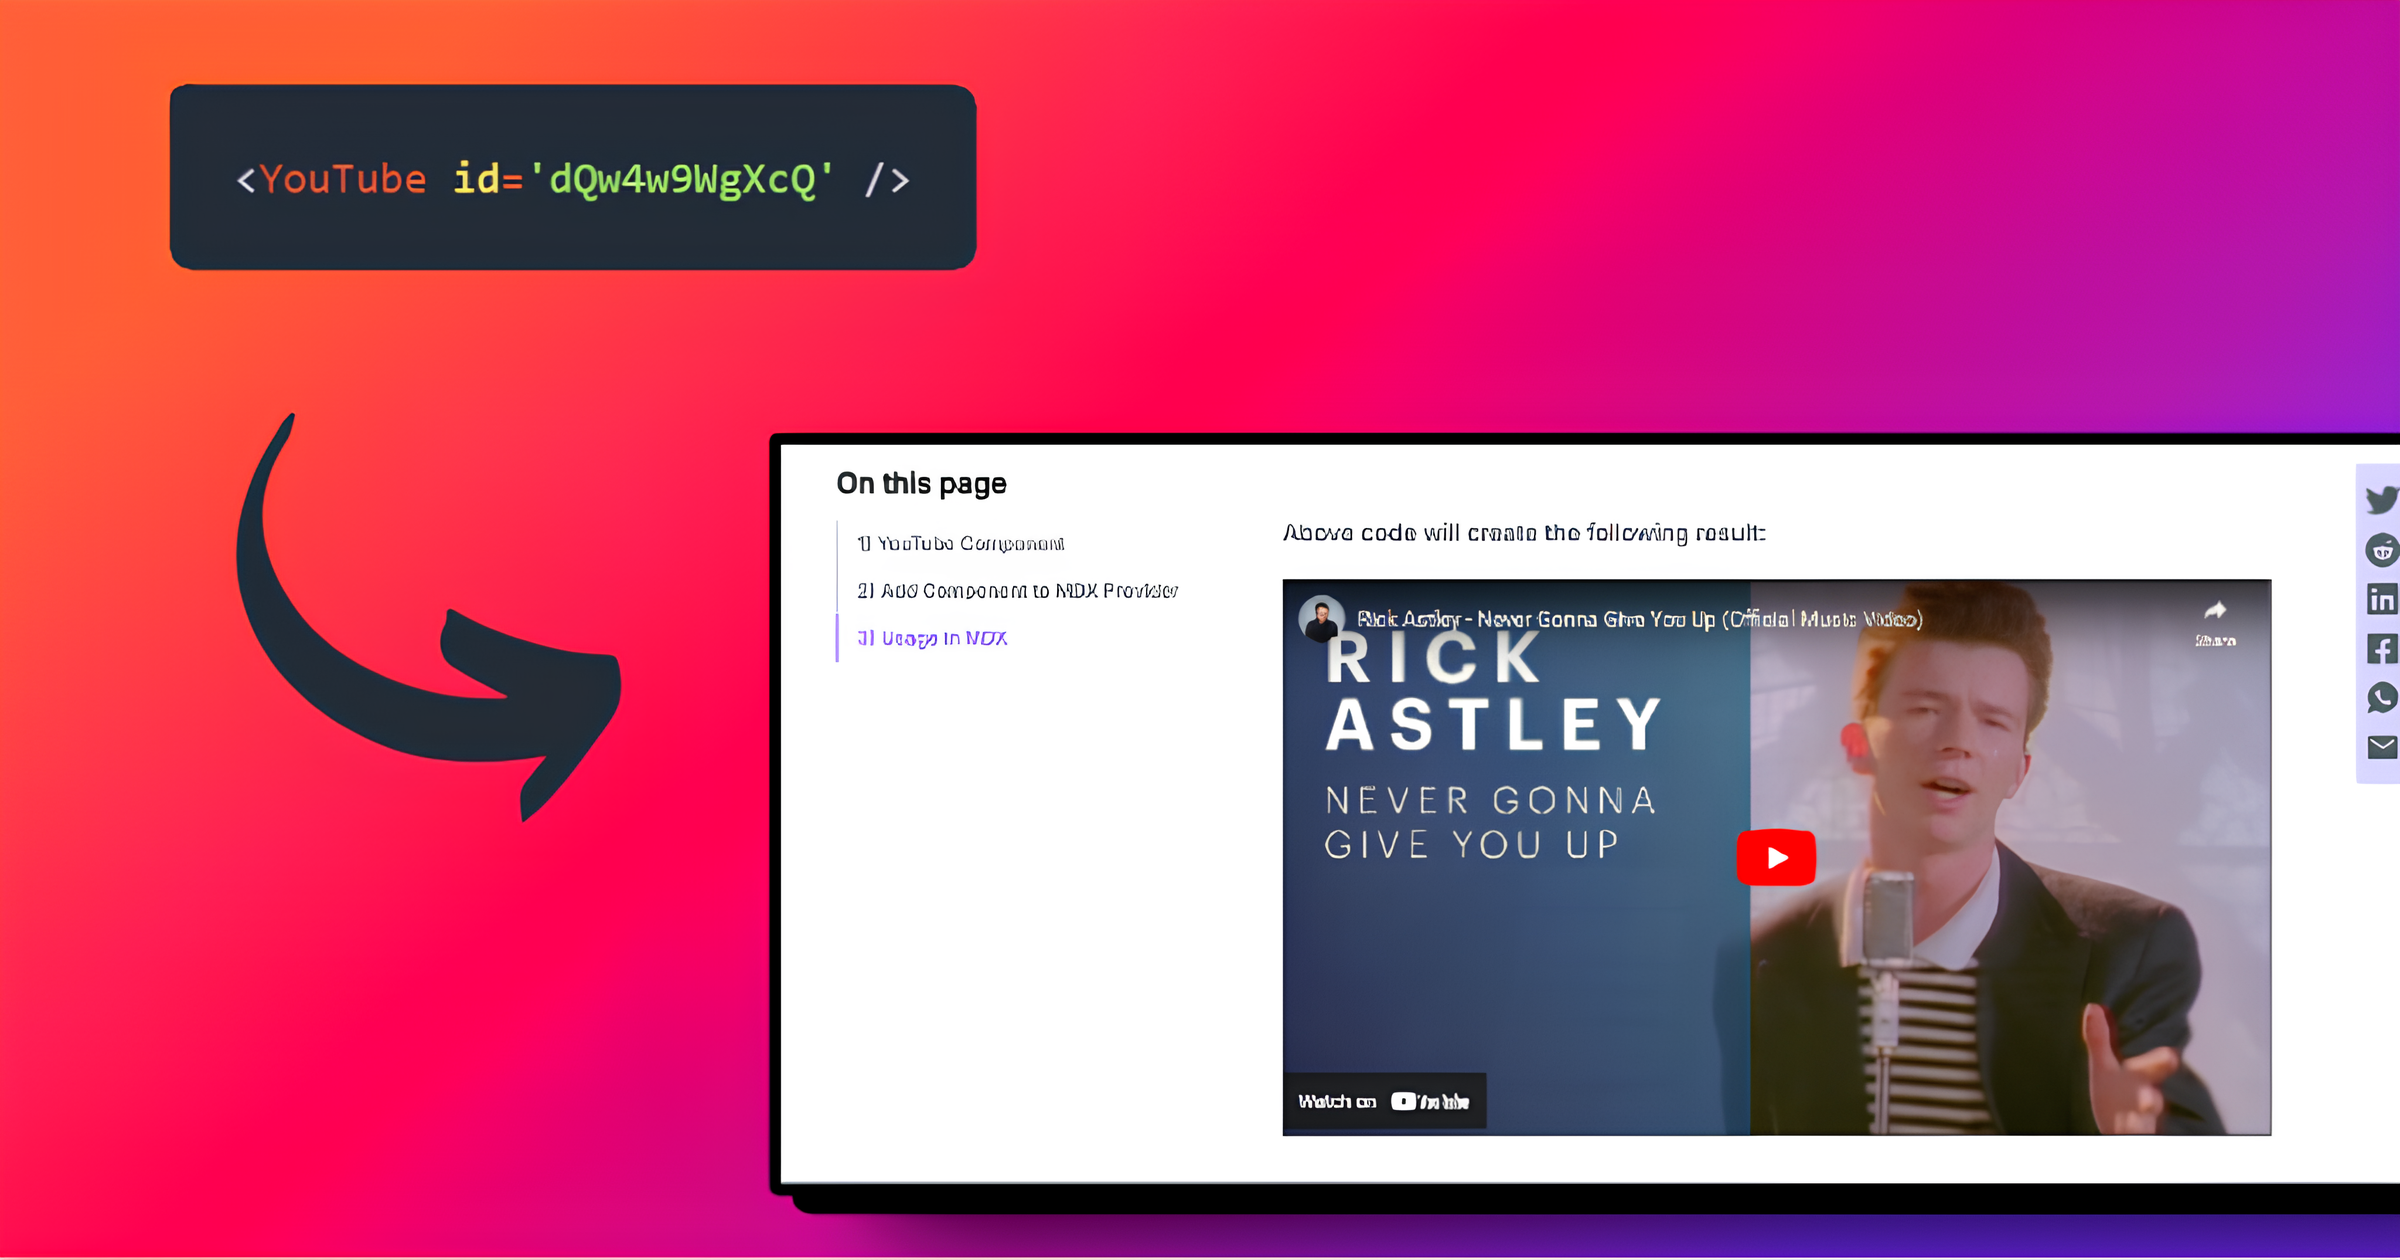 <YouTube id='dQw4w9WgXcQ' />
On this page
1) YouTube Component
2) Add Component to MDX Provider
3) Usage in MDX
Above code will create the following result:
Rick Astley - Never Gonna Give You Up (Official Music Video)
Share
RICK
ASTLEY
NEVER GONNA
GIVE YOU UP
Watch on YouTube
in